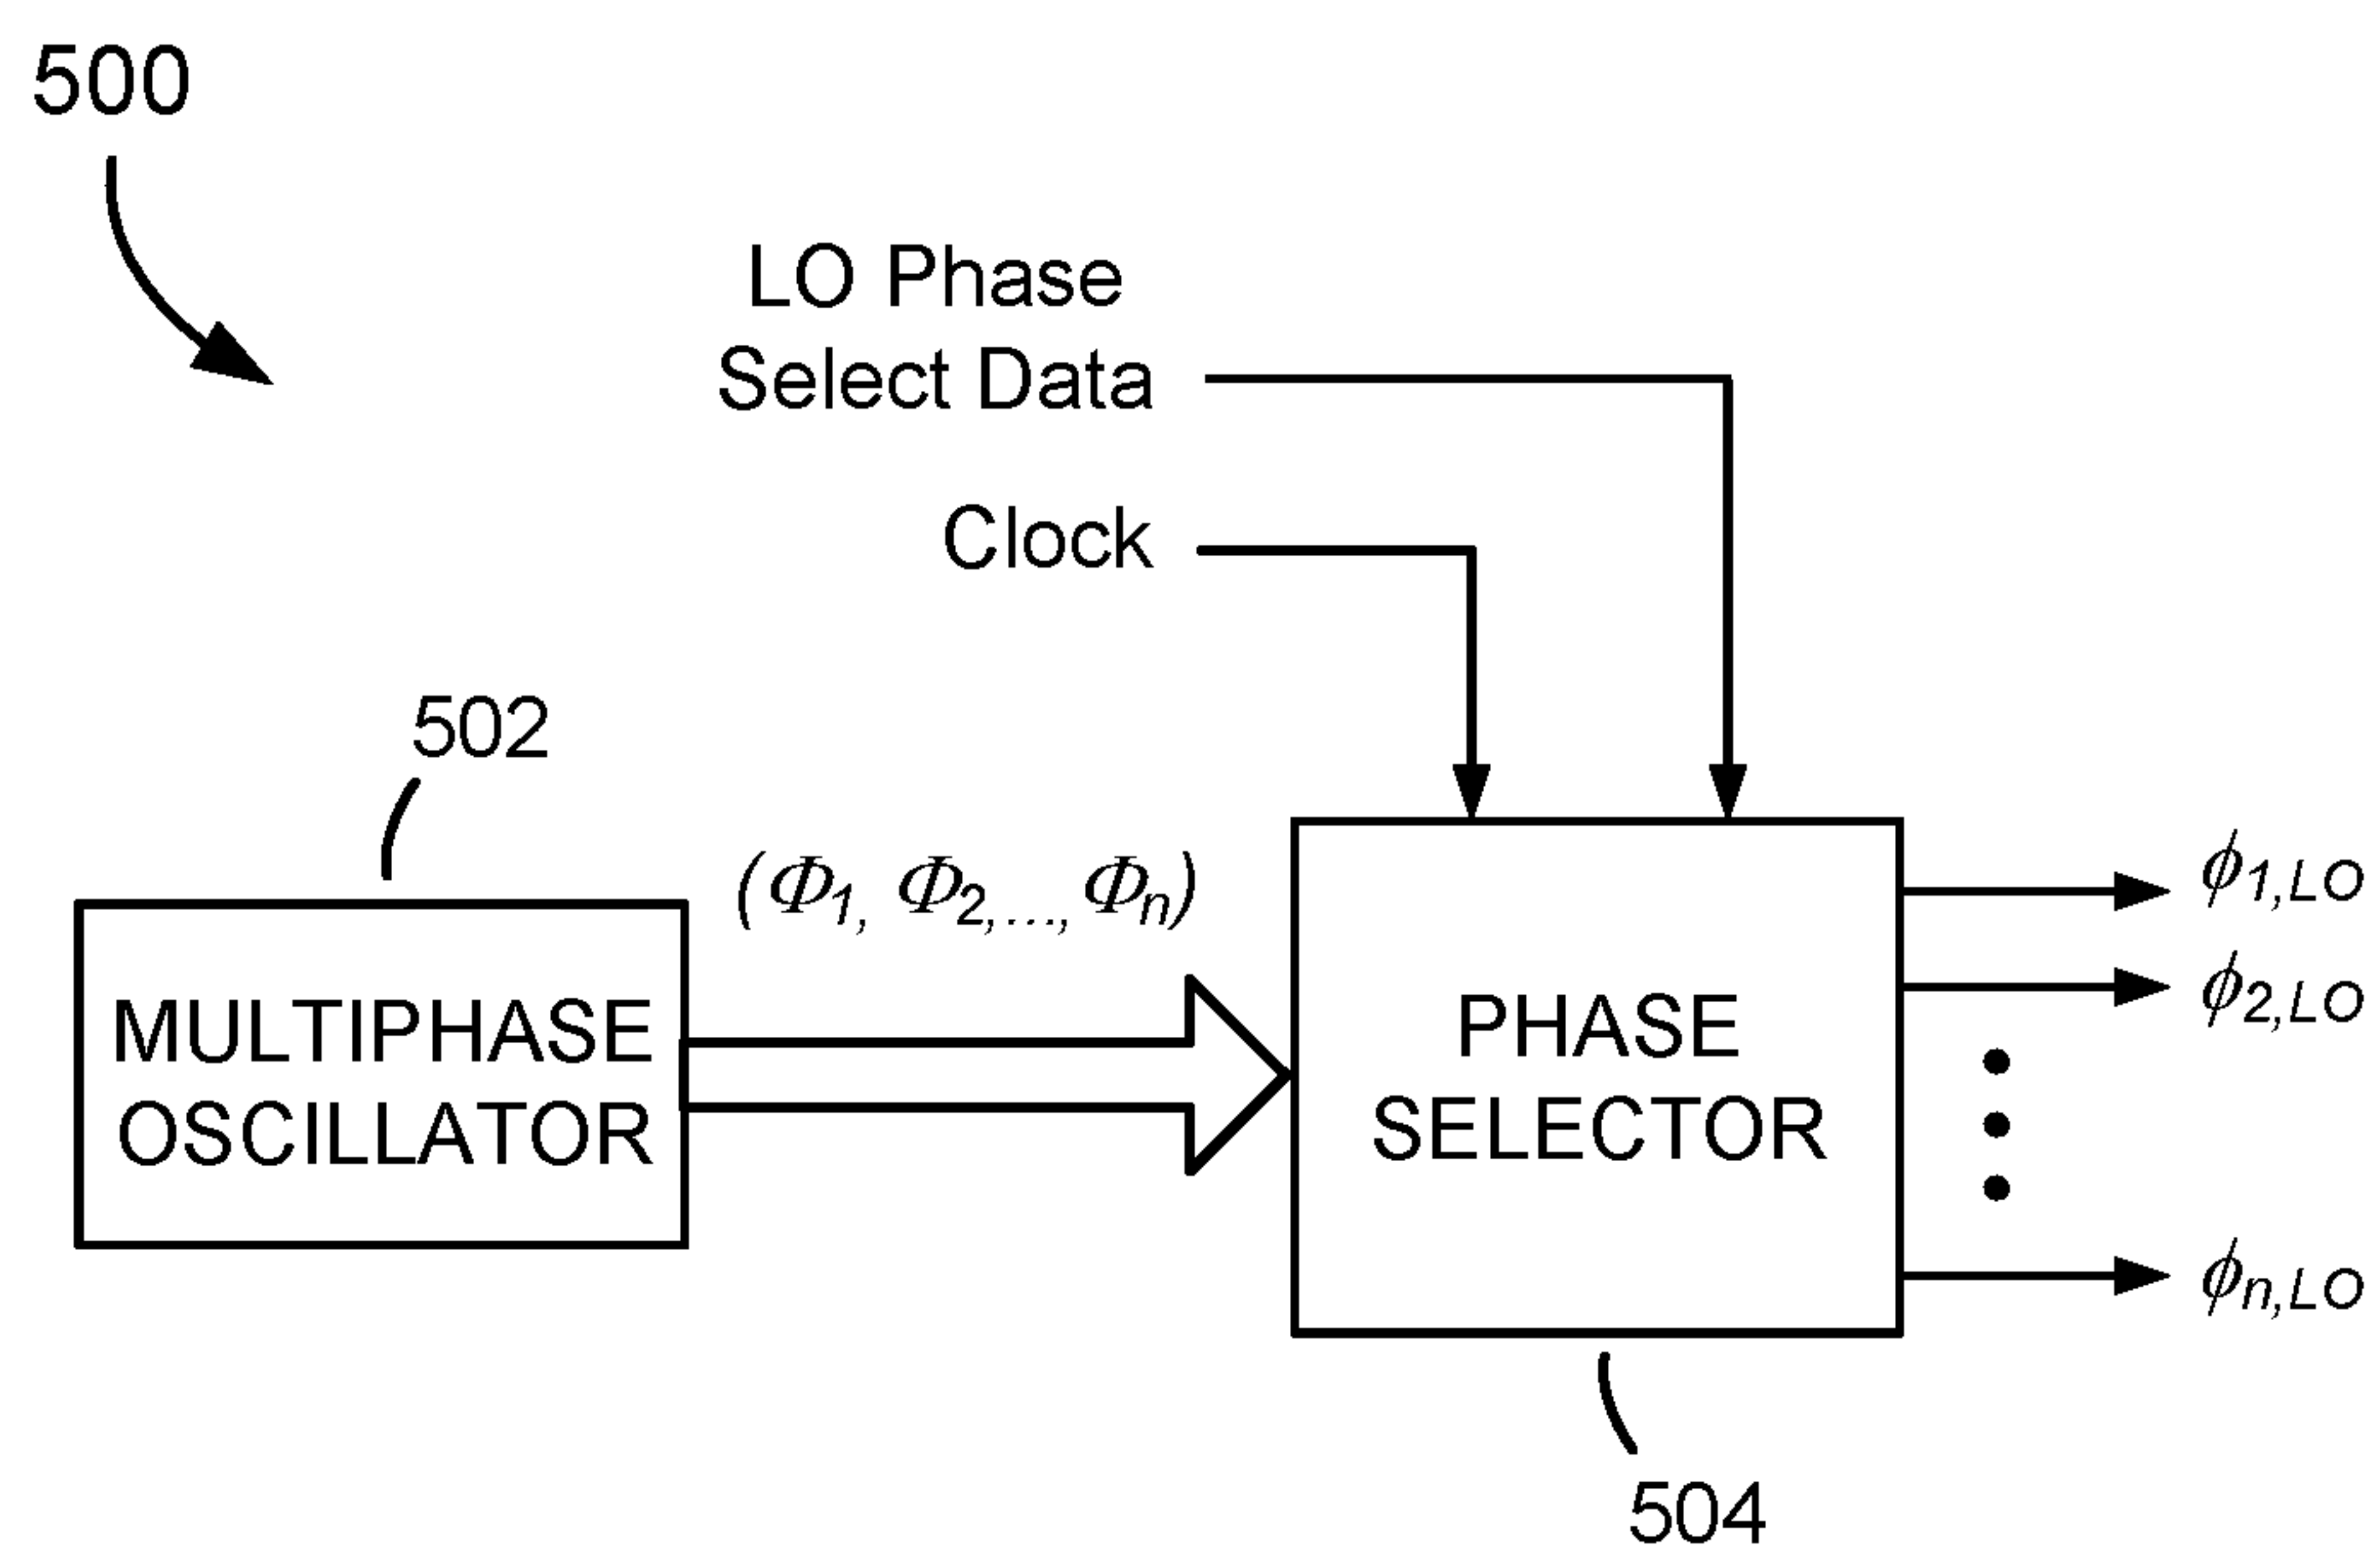 500
LO Phase
Select Data
Clock
502
(Φ1, Φ2,..., Φn)
MULTIPHASE
OSCILLATOR
PHASE
SELECTOR
ϕ1,LO
ϕ2,LO
ϕn,LO
504